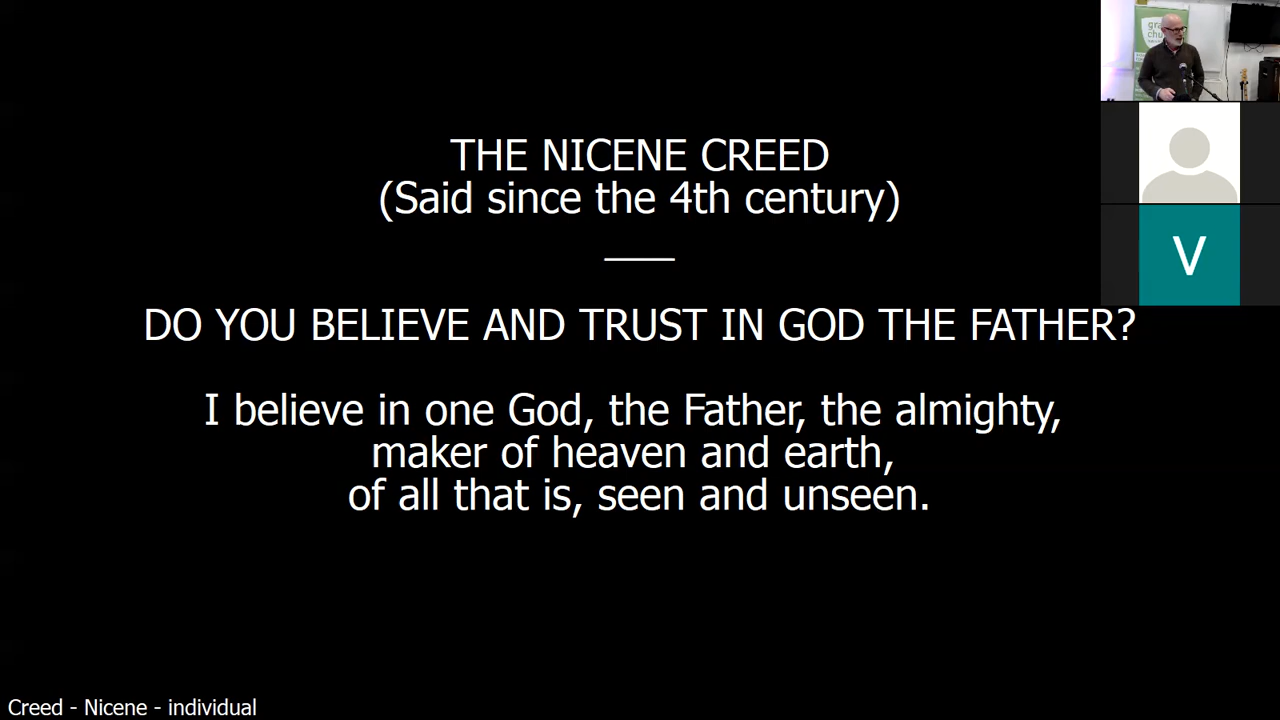 THE NICENE CREED
(Said since the 4th century)
DO YOU BELIEVE AND TRUST IN GOD THE FATHER?
I believe in one God, the Father, the almighty,
maker of heaven and earth,
of all that is, seen and unseen.
Creed - Nicene - individual
V